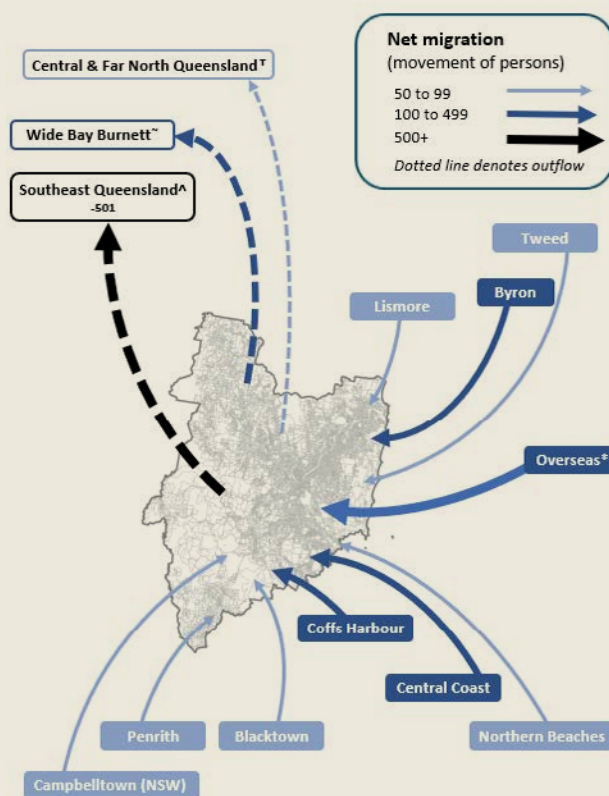 Net migration
(movement of persons)
50 to 99
100 to 499
500+
Dotted line denotes outflow
Central & Far North Queensland⊤
Wide Bay Burnett~
Southeast Queensland^
-501
Tweed
Byron
Lismore
Overseas*
Coffs Harbour
Central Coast
Penrith
Blacktown
Northern Beaches
Campbelltown (NSW)